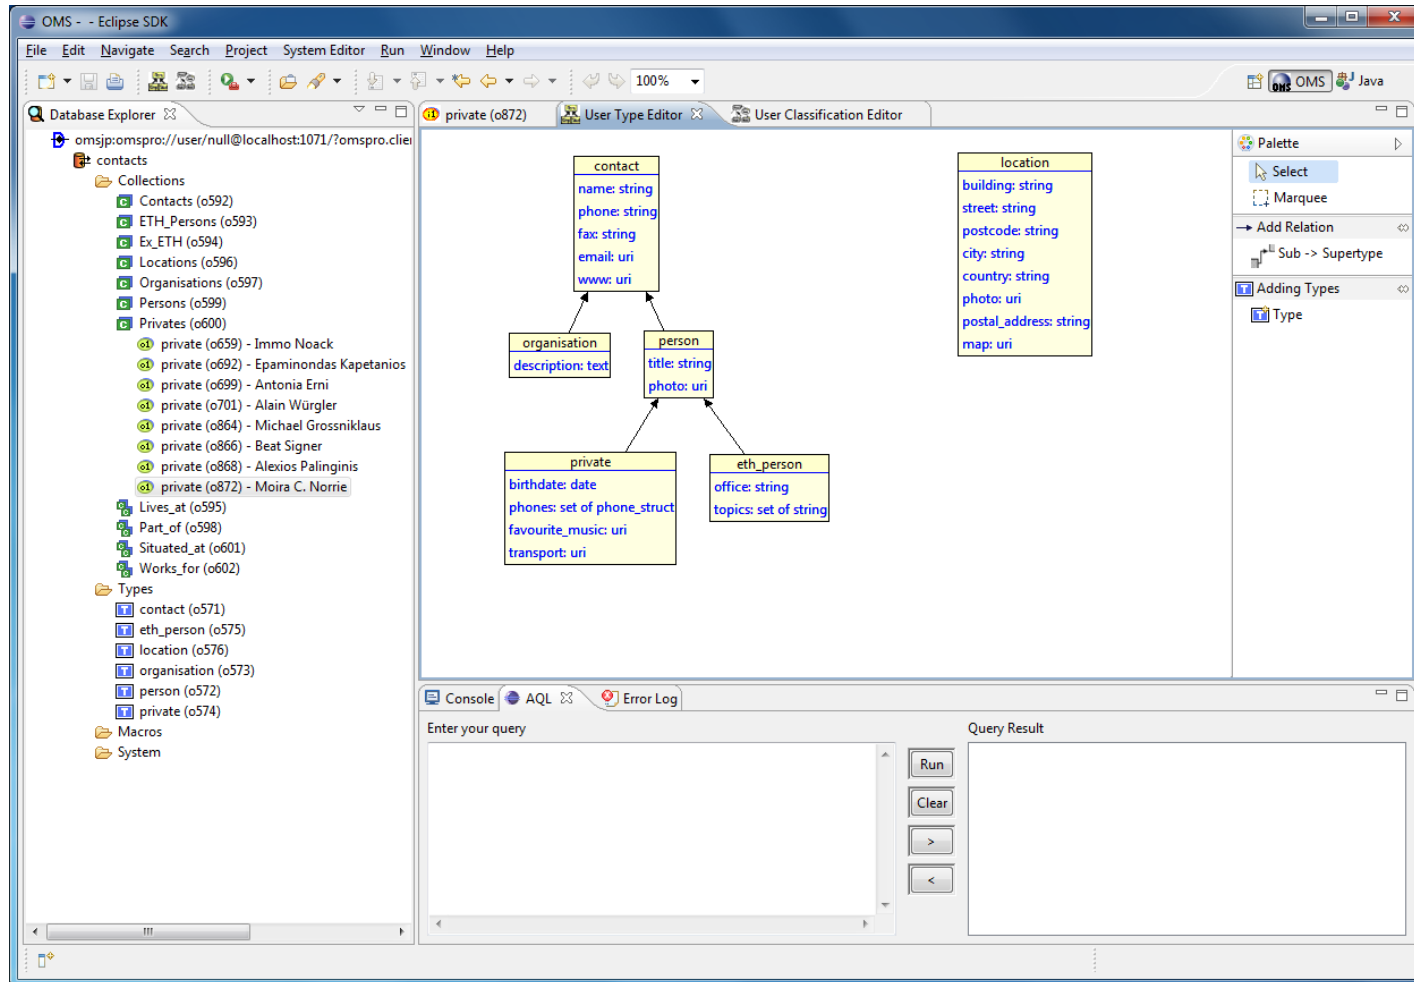 OMS - - Eclipse SDK
File Edit Navigate Search Project System Editor Run Window Help
100%
OMS Java
Database Explorer
omsjp:omspro://user/null@localhost:1071/?omspro.clie
contacts
Collections
Contacts (o592)
ETH_Persons (o593)
Ex_ETH (o594)
Locations (o596)
Organisations (o597)
Persons (o599)
Privates (o600)
private (o659) - Immo Noack
private (o692) - Epaminondas Kapetanios
private (o699) - Antonia Erni
private (o701) - Alain Würgler
private (o864) - Michael Grossniklaus
private (o866) - Beat Signer
private (o868) - Alexios Palinginis
private (o872) - Moira C. Norrie
Lives_at (o595)
Part_of (o598)
Situated_at (o601)
Works_for (o602)
Types
contact (o571)
eth_person (o575)
location (o576)
organisation (o573)
person (o572)
private (o574)
Macros
System
private (o872) User Type Editor User Classification Editor
contact
name: string
phone: string
fax: string
email: uri
www: uri
organisation
description: text
person
title: string
photo: uri
private
birthdate: date
phones: set of phone_struct
favourite_music: uri
transport: uri
eth_person
office: string
topics: set of string
location
building: string
street: string
postcode: string
city: string
country: string
photo: uri
postal_address: string
map: uri
Palette
Select
Marquee
Add Relation
Sub -> Supertype
Adding Types
Type
Console AQL Error Log
Enter your query
Run
Clear
>
<
Query Result